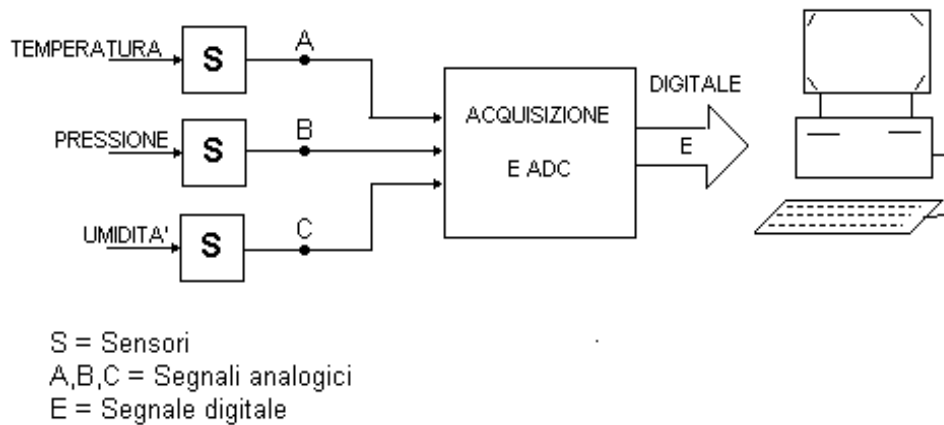 TEMPERATURA
S
A
PRESSIONE
S
B
UMIDITA'
S
C
ACQUISIZIONE
E ADC
DIGITALE
E
S = Sensori
A,B,C = Segnali analogici
E = Segnale digitale